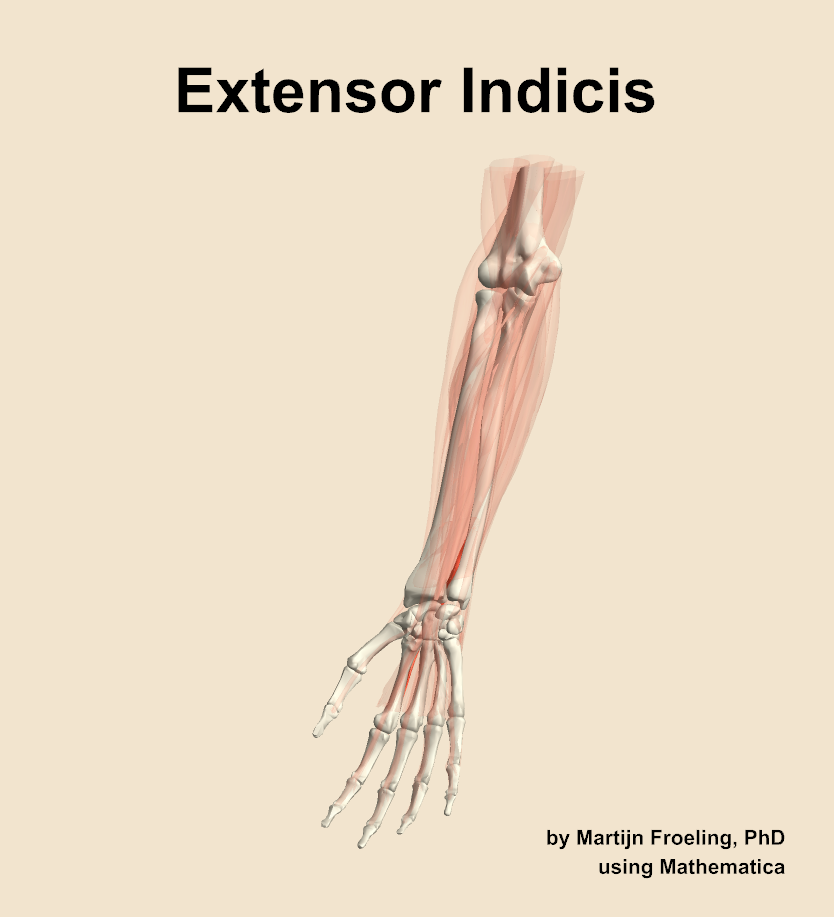 Extensor Indicis
by Martijn Froeling, PhD
using Mathematica